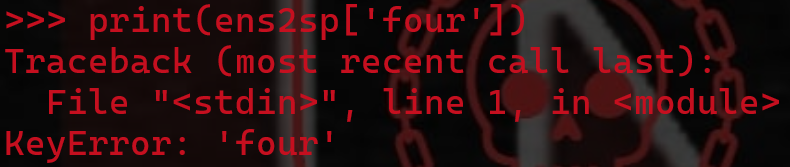 >>> print(ens2sp['four'])
Traceback (most recent call last):
  File "<stdin>", line 1, in <module>
KeyError: 'four'